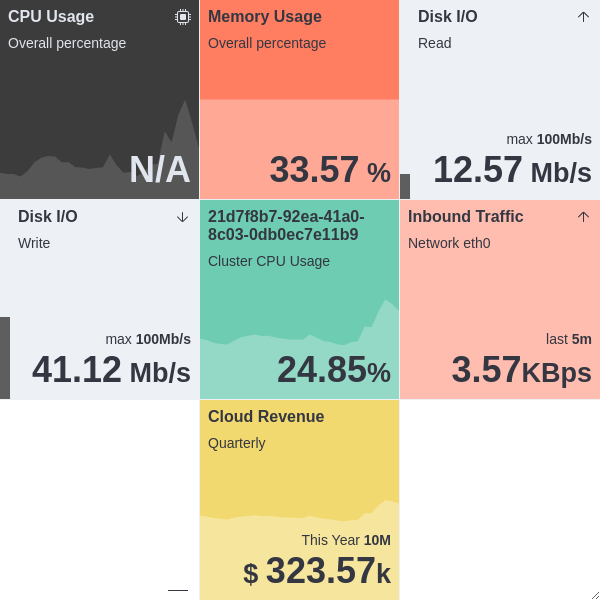 CPU Usage
Overall percentage
N/A
Memory Usage
Overall percentage
33.57 %
Disk I/O
Read
max 100Mb/s
12.57 Mb/s
Disk I/O
Write
max 100Mb/s
41.12 Mb/s
21d7f8b7-92ea-41a0-
8c03-0db0ec7e11b9
Cluster CPU Usage
24.85%
Inbound Traffic
Network eth0
last 5m
3.57KBps
Cloud Revenue
Quarterly
This Year 10M
$ 323.57k